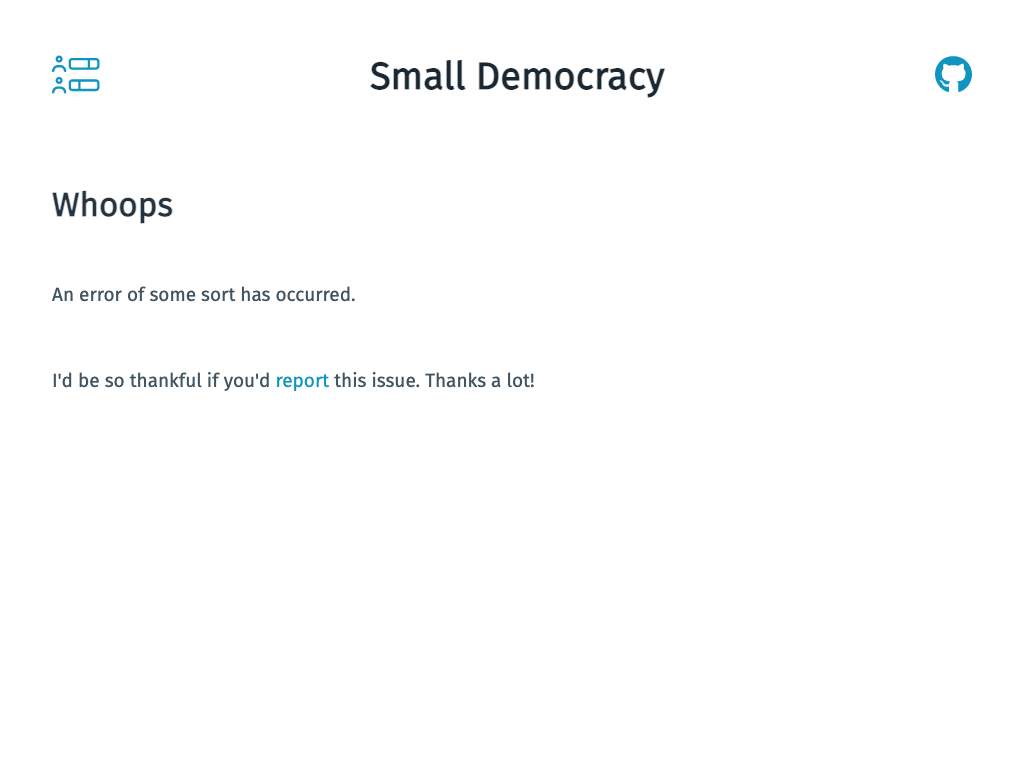 Small Democracy
Whoops
An error of some sort has occurred.
I'd be so thankful if you'd report this issue. Thanks a lot!